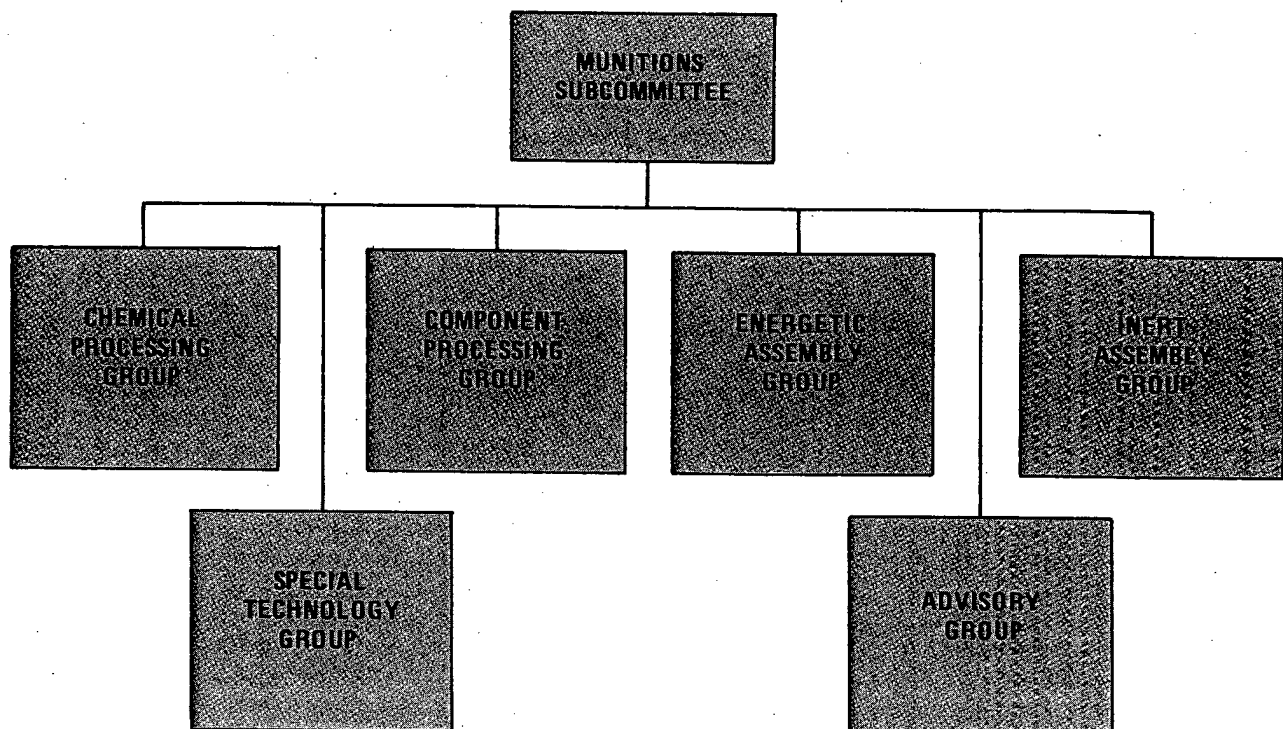 MUNITIONS
SUBCOMMITTEE
CHEMICAL
PROCESSING
GROUP
COMPONENT
PROCESSING
GROUP
ENERGETIC
ASSEMBLY
GROUP
INERT
ASSEMBLY
GROUP
SPECIAL
TECHNOLOGY
GROUP
ADVISORY
GROUP